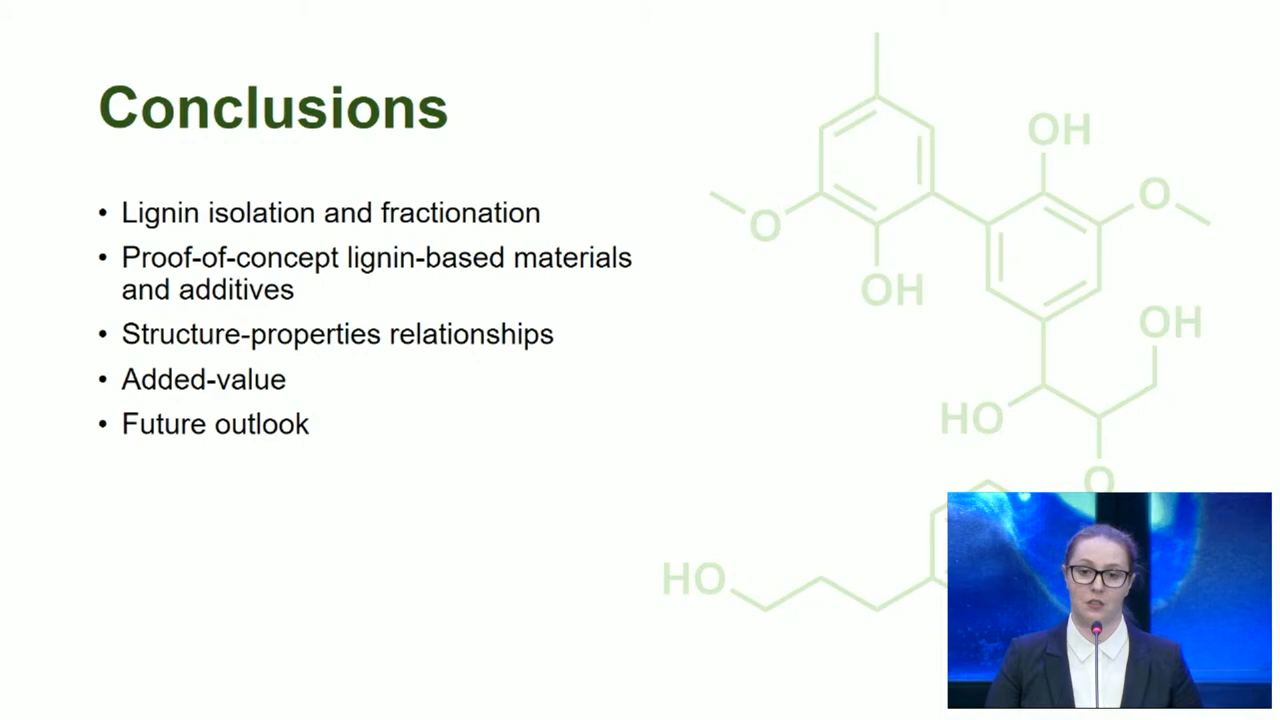 Conclusions
• Lignin isolation and fractionation
• Proof-of-concept lignin-based materials
and additives
• Structure-properties relationships
• Added-value
• Future outlook
OH
O
O
OH
OH
HO
O
HO